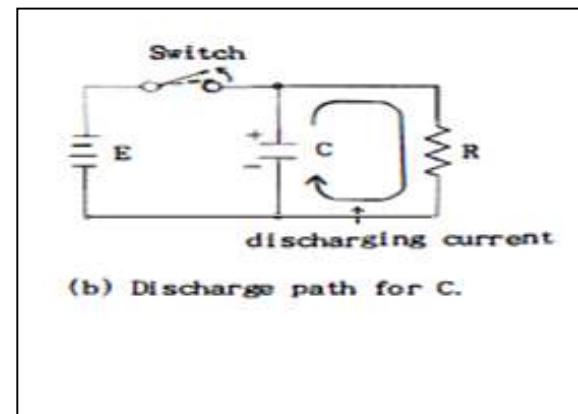 Switch
E
+
-
C
R
discharging current
(b) Discharge path for C.